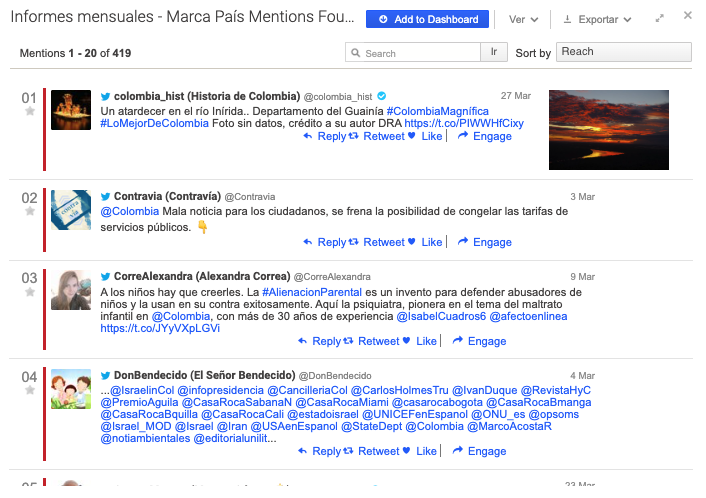 Informes mensuales - Marca País Mentions Fou...
Add to Dashboard
Ver
Exportar
Mentions 1 - 20 of 419
Search
Ir
Sort by
Reach
01
colombia_hist (Historia de Colombia) @colombia_hist
27 Mar
Un atardecer en el río Inírida.. Departamento del Guainía #ColombiaMagnífica
#LoMejorDeColombia Foto sin datos, crédito a su autor DRA https://t.co/PIWWHfCixy
Reply Retweet Like Engage
02
Contravia (Contravía) @Contravia
3 Mar
@Colombia Mala noticia para los ciudadanos, se frena la posibilidad de congelar las tarifas de
servicios públicos. 👇
Reply Retweet Like Engage
03
CorreAlexandra (Alexandra Correa) @CorreAlexandra
9 Mar
A los niños hay que creerles. La #AlienacionParental es un invento para defender abusadores de
niños y la usan en su contra exitosamente. Aquí la psiquiatra, pionera en el tema del maltrato
infantil en @Colombia, con más de 30 años de experiencia @IsabelCuadros6 @afectoenlinea
https://t.co/JYyVXpLGVi
Reply Retweet Like Engage
04
DonBendecido (El Señor Bendecido) @DonBendecido
4 Mar
...@IsraelinCol @infopresidencia @CancilleriaCol @CarlosHolmesTru @IvanDuque @RevistaHyC
@PremioAguila @CasaRocaSabanaN @CasaRocaMiami @casarocabogota @CasaRocaBmanga
@CasaRocaBquilla @CasaRocaCali @estadoisrael @UNICEFenEspanol @ONU_es @opsoms
@Israel_MOD @Israel @Iran @USAenEspanol @StateDept @Colombia @MarcoAcostaR
@notiambientales @editorialunilit...
Reply Retweet Like Engage
23 Mar